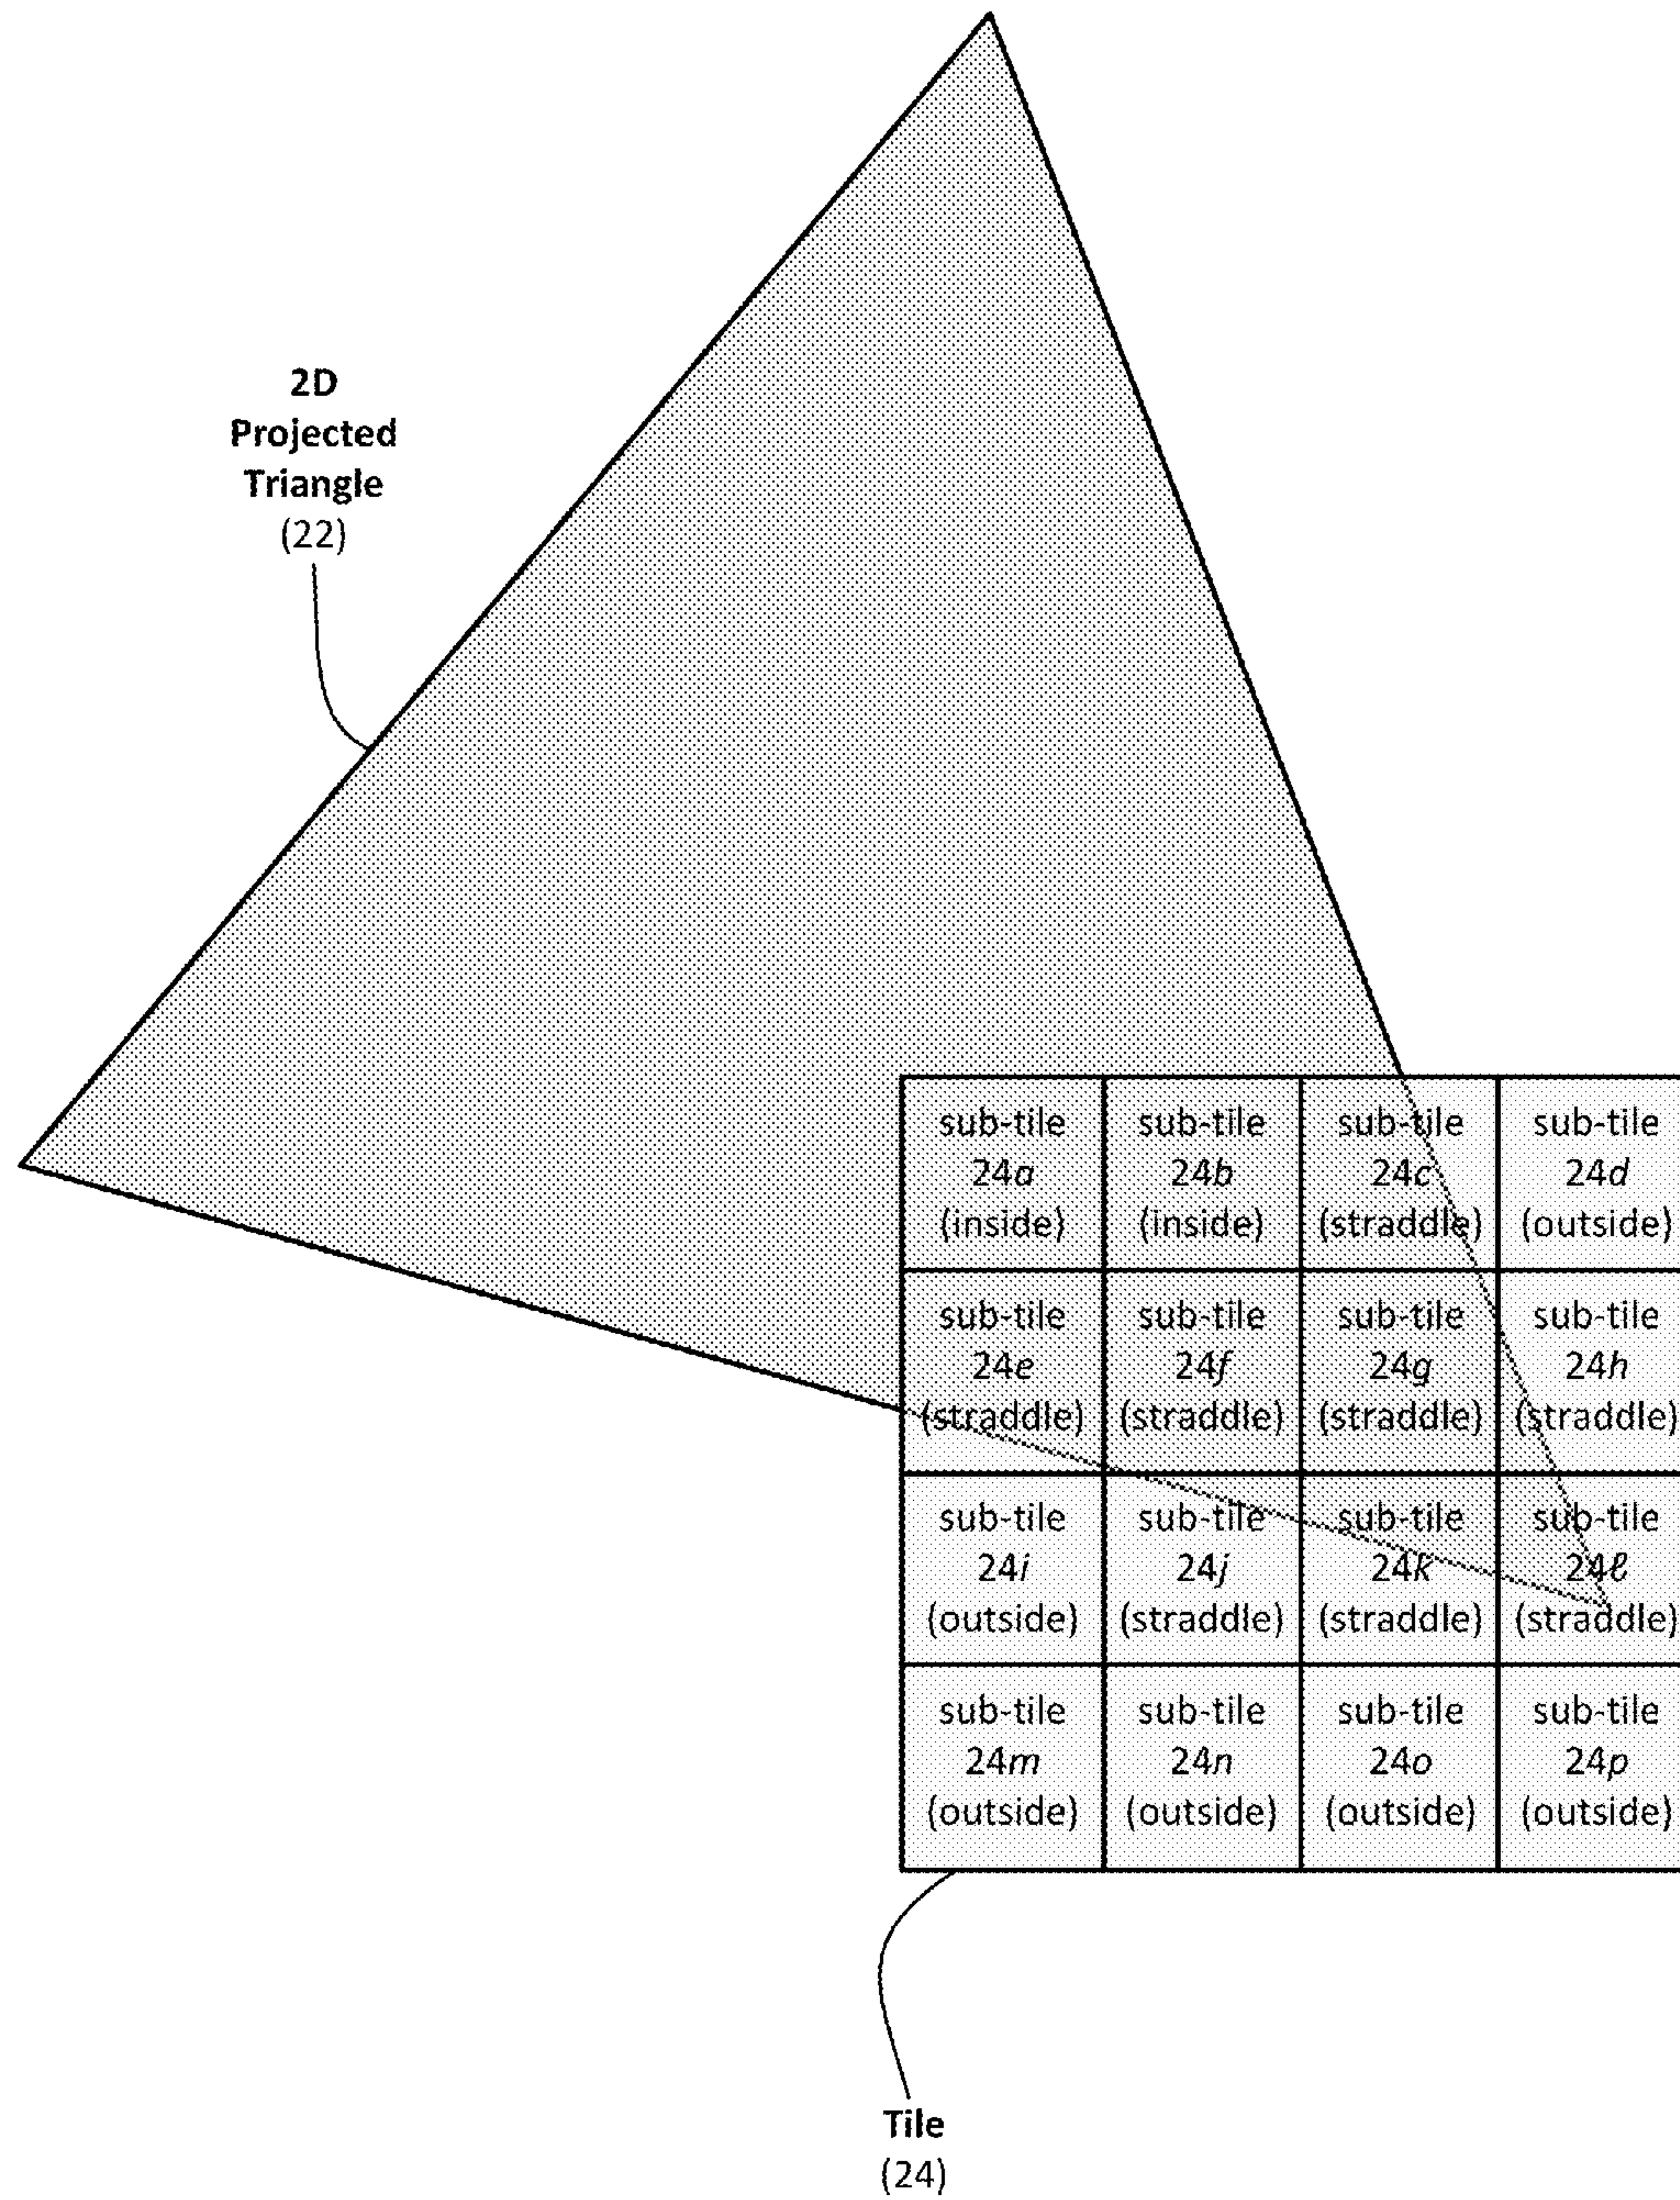 2D
Projected
Triangle
(22)
sub-tile
24a
(inside)
sub-tile
24b
(inside)
sub-tile
24c
(straddle)
sub-tile
24d
(outside)
sub-tile
24e
(straddle)
sub-tile
24f
(straddle)
sub-tile
24g
(straddle)
sub-tile
24h
(straddle)
sub-tile
24i
(outside)
sub-tile
24j
(straddle)
sub-tile
24k
(straddle)
sub-tile
24ℓ
(straddle)
sub-tile
24m
(outside)
sub-tile
24n
(outside)
sub-tile
24o
(outside)
sub-tile
24p
(outside)
Tile
(24)